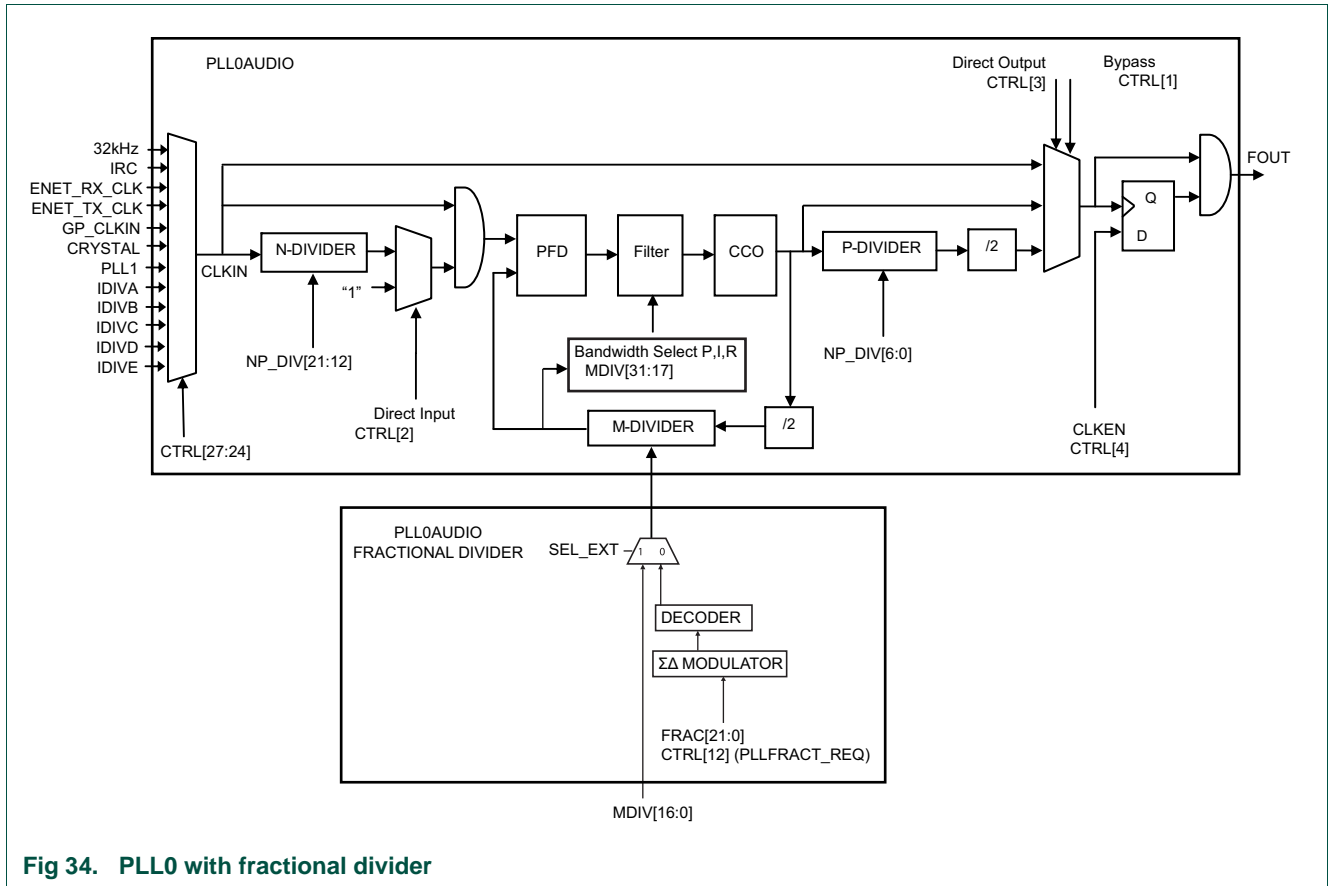 PLL0AUDIO
Direct Output
CTRL[3]
Bypass
CTRL[1]
32kHz
IRC
ENET_RX_CLK
ENET_TX_CLK
GP_CLKIN
CRYSTAL
PLL1
IDIVA
IDIVB
IDIVC
IDIVD
IDIVE
CLKIN
N-DIVIDER
"1"
NP_DIV[21:12]
Direct Input
CTRL[2]
CTRL[27:24]
PFD
Filter
CCO
P-DIVIDER
/2
NP_DIV[6:0]
Bandwidth Select P,I,R
MDIV[31:17]
M-DIVIDER
/2
Q
D
FOUT
CLKEN
CTRL[4]
PLL0AUDIO
FRACTIONAL DIVIDER
SEL_EXT
1 0
DECODER
ΣΔ MODULATOR
FRAC[21:0]
CTRL[12] (PLLFRACT_REQ)
MDIV[16:0]
Fig 34. PLL0 with fractional divider